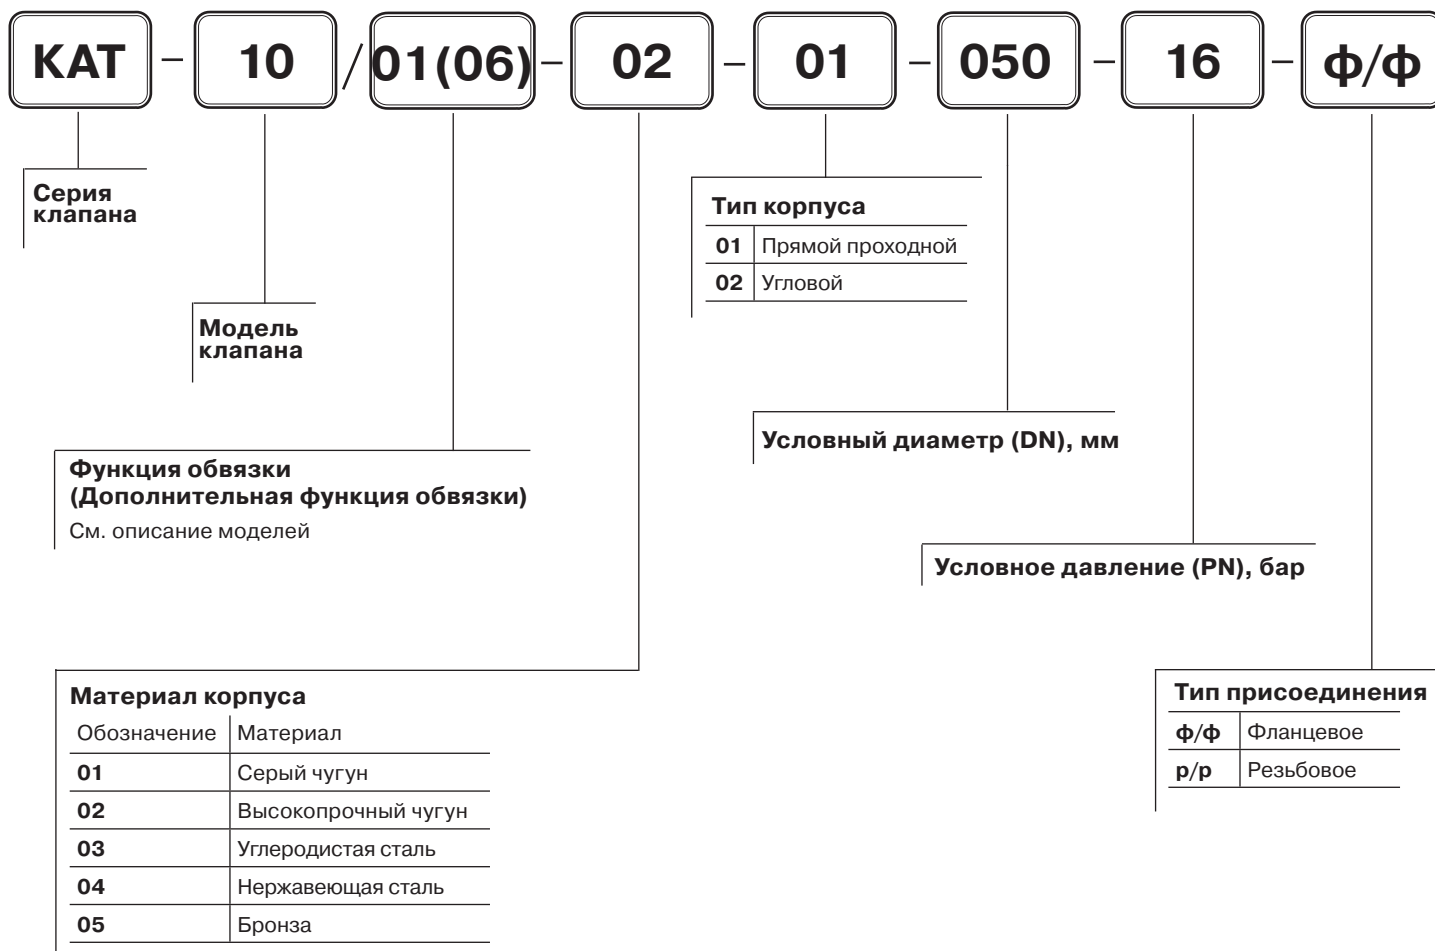 КАТ – 10 / 01(06) – 02 – 01 – 050 – 16 – ф/ф
Серия
клапана
Модель
клапана
Функция обвязки
(Дополнительная функция обвязки)
См. описание моделей
Материал корпуса
Обозначение Материал
01 Серый чугун
02 Высокопрочный чугун
03 Углеродистая сталь
04 Нержавеющая сталь
05 Бронза
Тип корпуса
01 Прямой проходной
02 Угловой
Условный диаметр (DN), мм
Условное давление (PN), бар
Тип присоединения
ф/ф Фланцевое
р/р Резьбовое